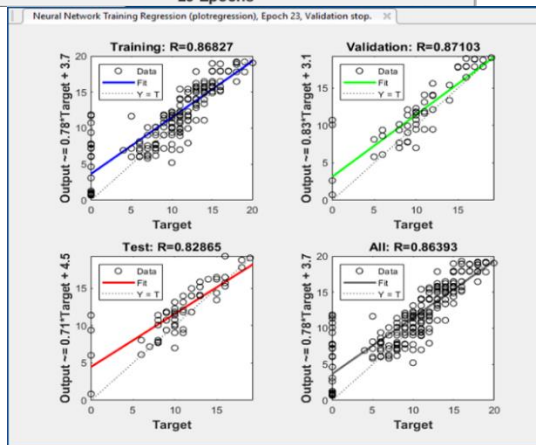 Neural Network Training Regression (plotregression), Epoch 23, Validation stop.
Training: R=0.86827
Output ~= 0.78*Target + 3.7
20
15
10
5
0
Data
Fit
Y = T
0 5 10 15 20
Target
Validation: R=0.87103
Output ~= 0.83*Target + 3.1
15
10
5
0
Data
Fit
Y = T
0 5 10 15
Target
Test: R=0.82865
Output ~= 0.71*Target + 4.5
15
10
5
0
Data
Fit
Y = T
0 5 10 15
Target
All: R=0.86393
Output ~= 0.78*Target + 3.7
20
15
10
5
0
Data
Fit
Y = T
0 5 10 15 20
Target